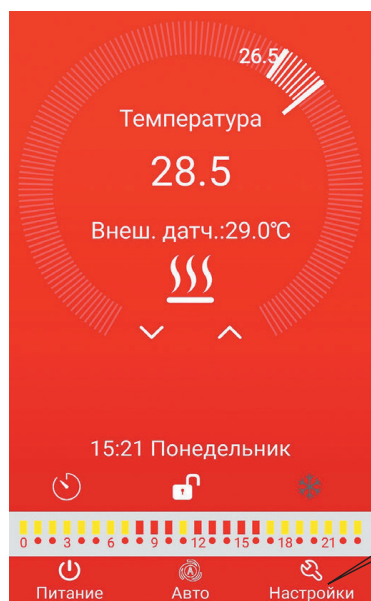 26.5
Температура
28.5
Внеш. датч.:29.0℃
15:21 Понедельник
0 3 6 9 12 15 18 21
Питание Авто Настройки